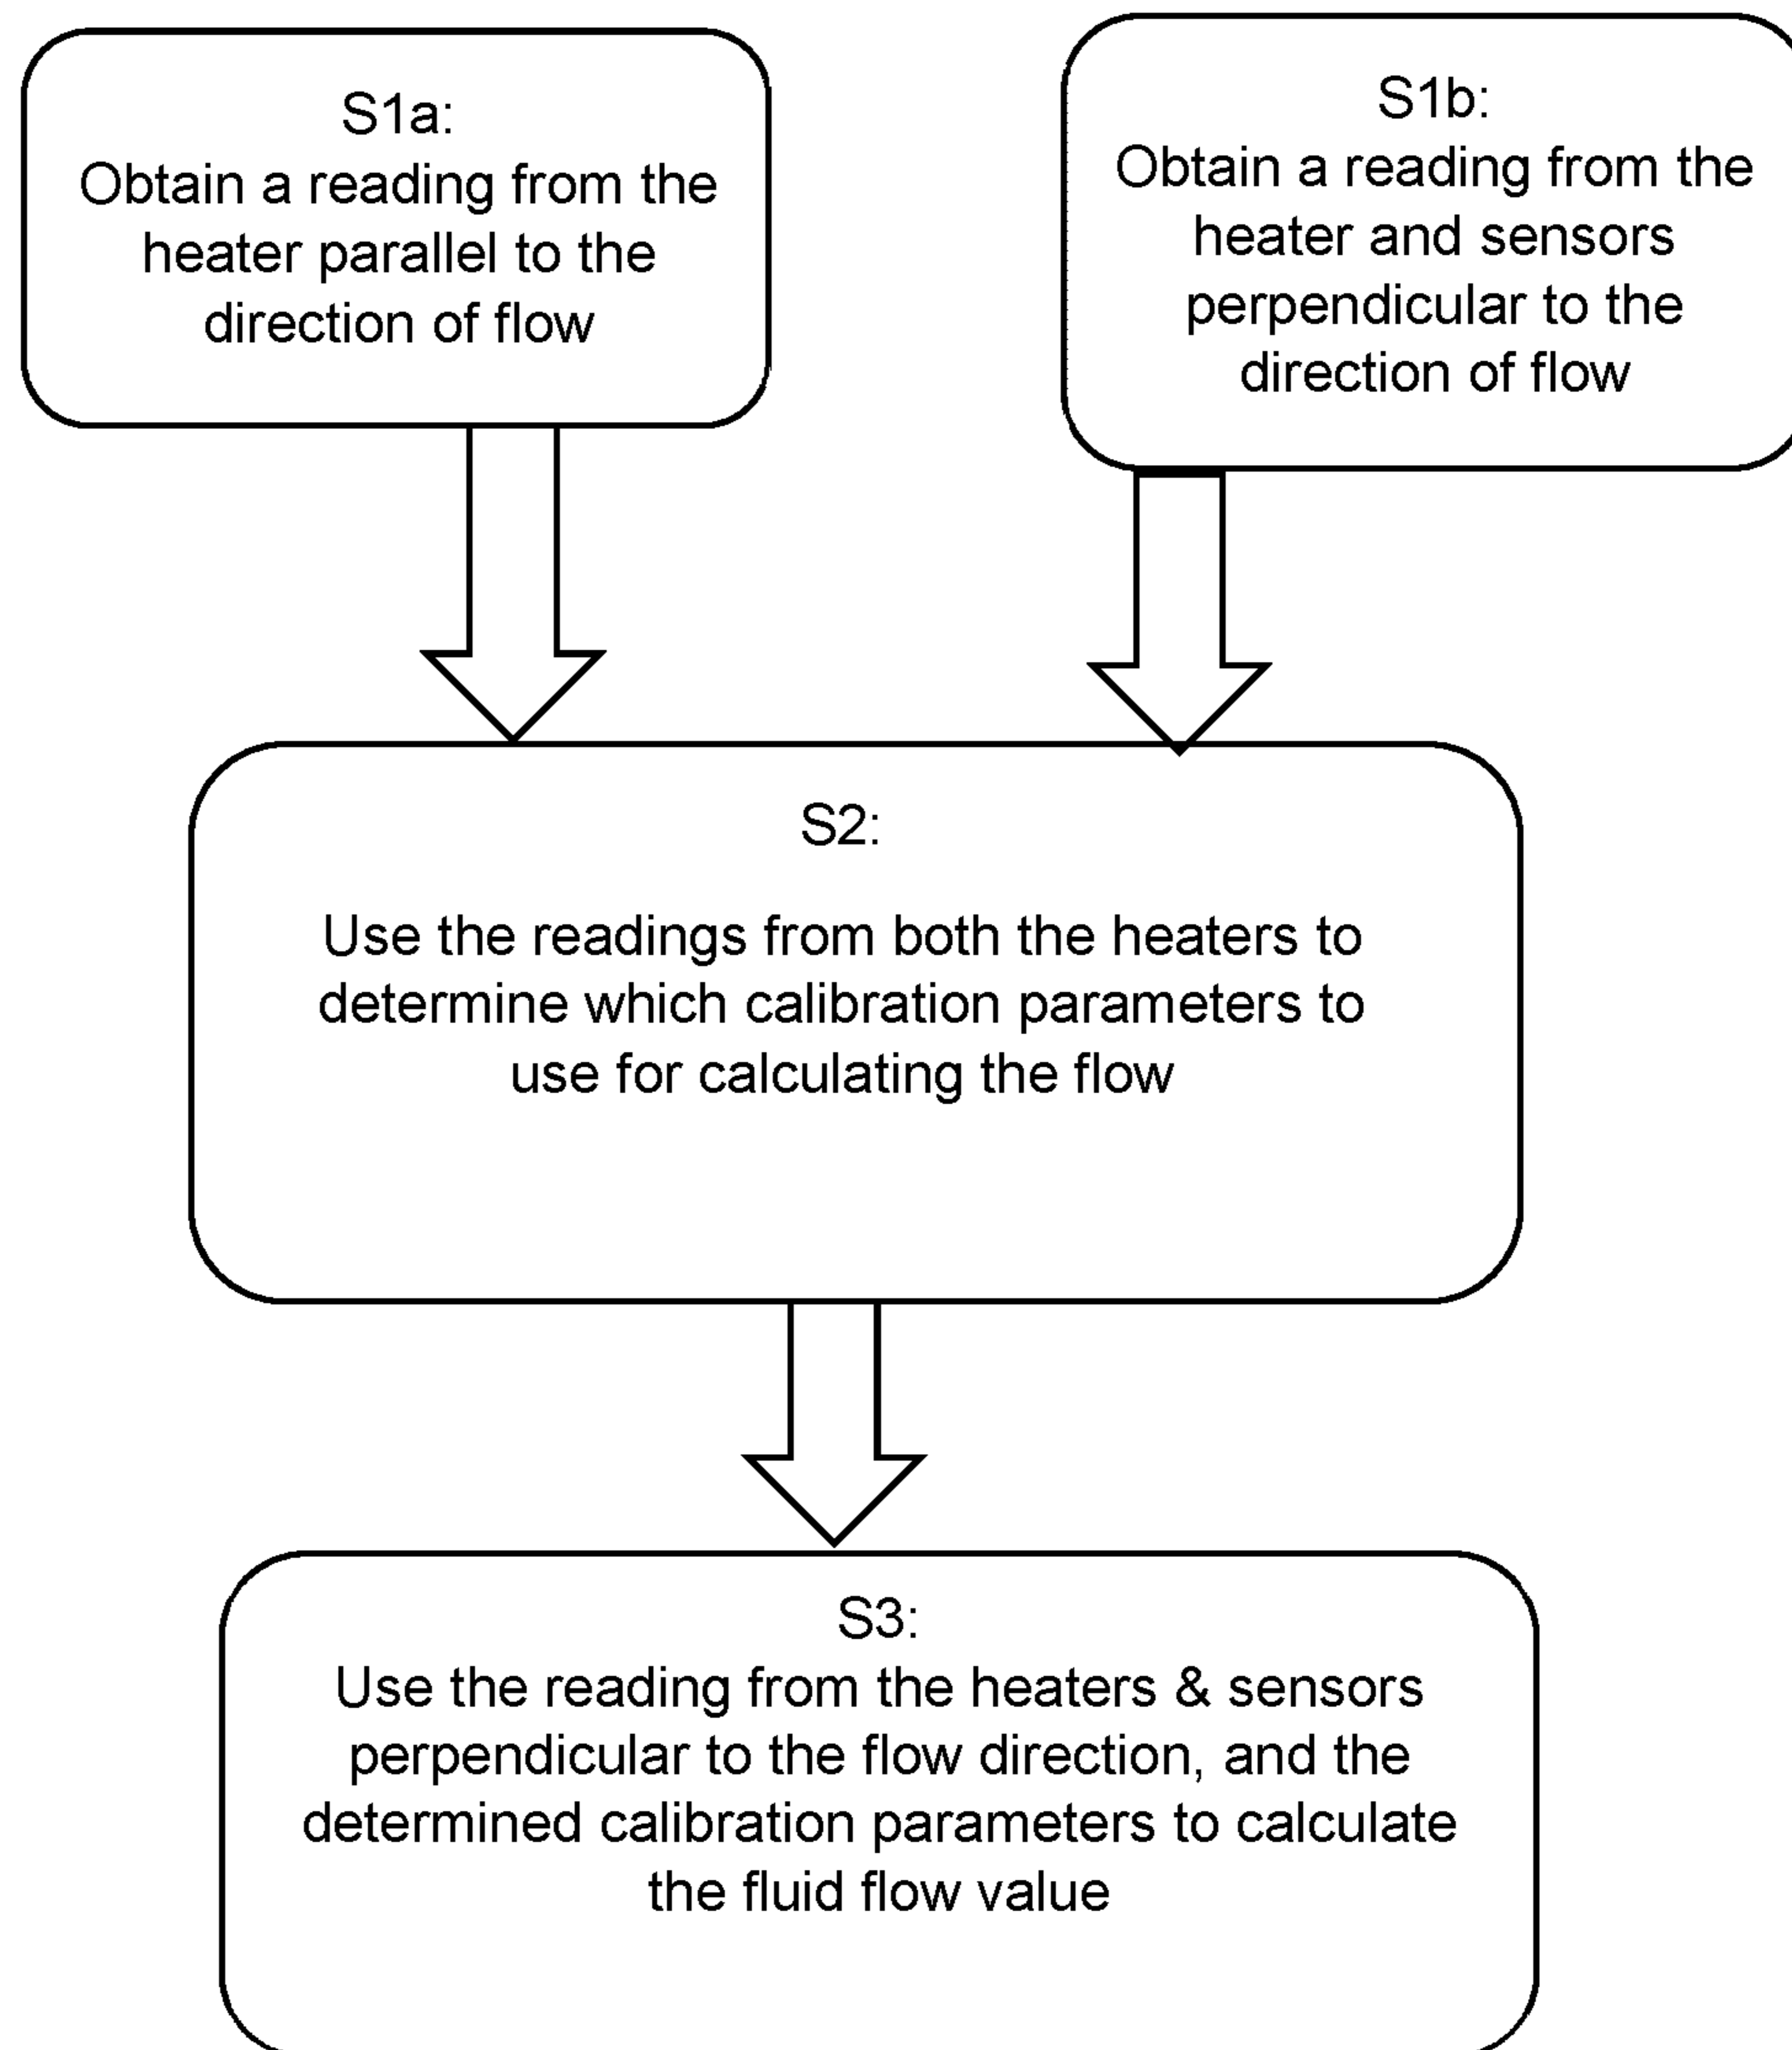 S1a:
Obtain a reading from the
heater parallel to the
direction of flow
S1b:
Obtain a reading from the
heater and sensors
perpendicular to the
direction of flow
S2:
Use the readings from both the heaters to
determine which calibration parameters to
use for calculating the flow
S3:
Use the reading from the heaters & sensors
perpendicular to the flow direction, and the
determined calibration parameters to calculate
the fluid flow value